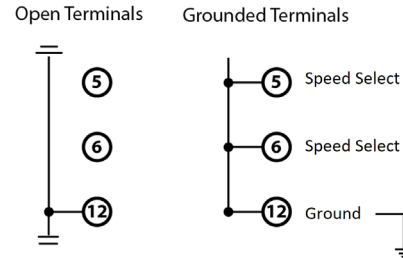 Open Terminals Grounded Terminals
5 5 Speed Select
6 6 Speed Select
12 12 Ground